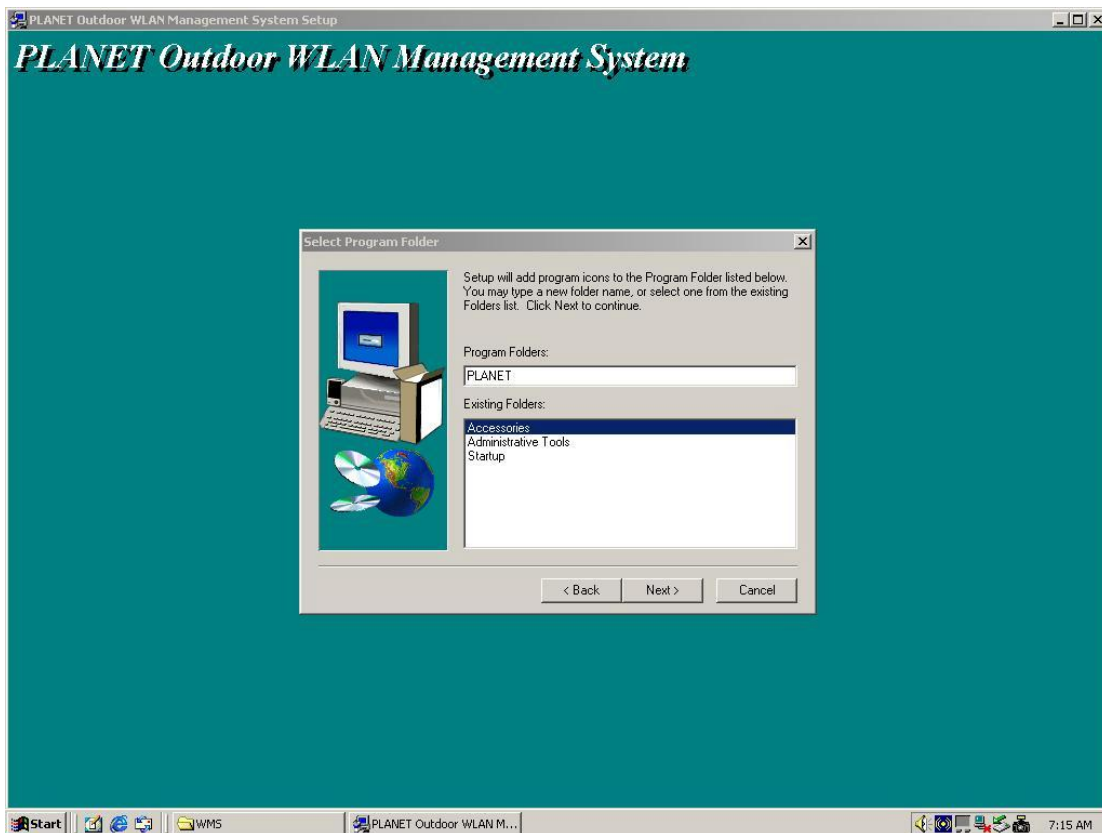 PLANET Outdoor WLAN Management System Setup
PLANET Outdoor WLAN Management System
Select Program Folder
Setup will add program icons to the Program Folder listed below.
You may type a new folder name, or select one from the existing
Folders list. Click Next to continue.
Program Folders:
PLANET
Existing Folders:
Accessories
Administrative Tools
Startup
< Back
Next >
Cancel
Start
WMS
PLANET Outdoor WLAN M...
7:15 AM